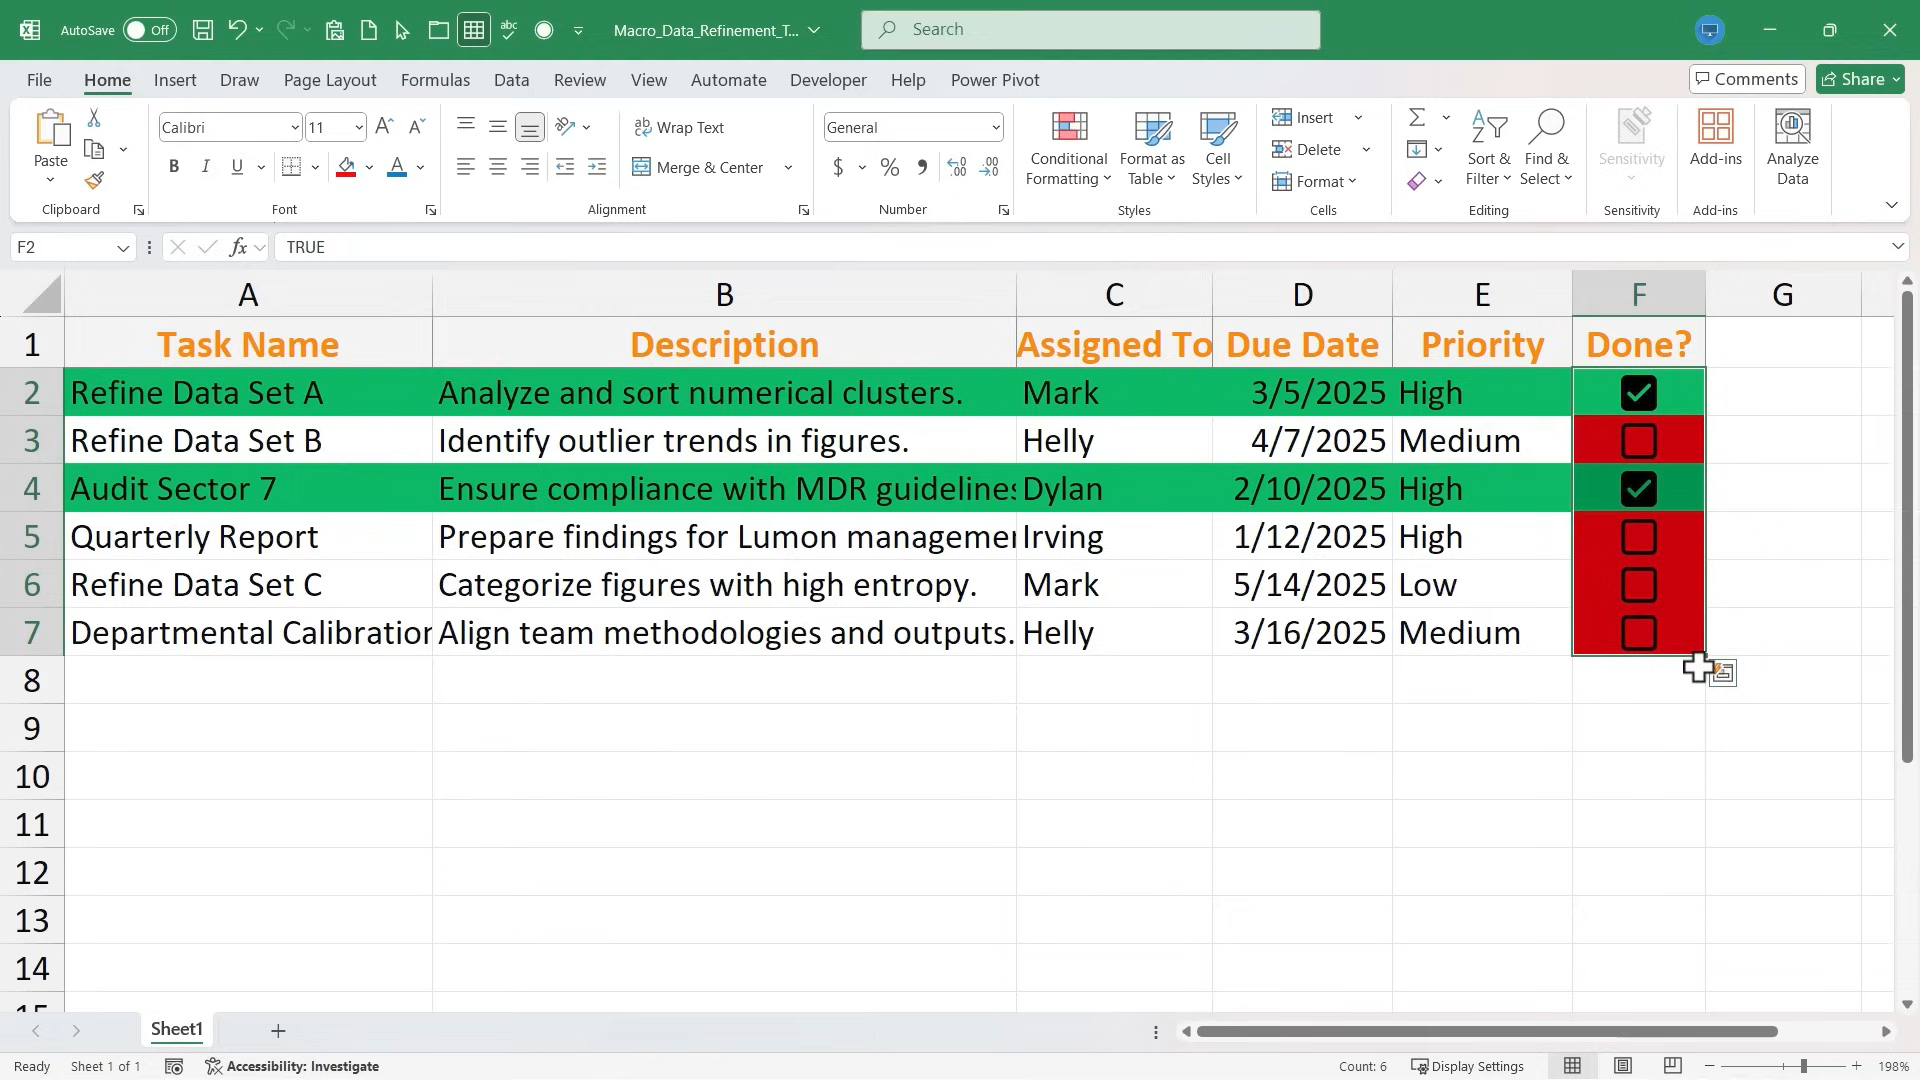 AutoSave Off abc Macro_Data_Refinement_T... Search
File Home Insert Draw Page Layout Formulas Data Review View Automate Developer Help Power Pivot Comments Share
Paste Calibri 11 Wrap Text General Conditional Formatting Format as Table Cell Styles Insert Sort & Filter Find & Select Sensitivity Add-ins Analyze Data
B I U A Merge & Center $ % Delete
Format
Clipboard Font Alignment Number Styles Cells Editing Sensitivity Add-ins
F2 fx TRUE
A B C D E F G
1 Task Name Description Assigned To Due Date Priority Done?
2 Refine Data Set A Analyze and sort numerical clusters. Mark 3/5/2025 High
3 Refine Data Set B Identify outlier trends in figures. Helly 4/7/2025 Medium
4 Audit Sector 7 Ensure compliance with MDR guidelines Dylan 2/10/2025 High
5 Quarterly Report Prepare findings for Lumon managemen Irving 1/12/2025 High
6 Refine Data Set C Categorize figures with high entropy. Mark 5/14/2025 Low
7 Departmental Calibration Align team methodologies and outputs. Helly 3/16/2025 Medium
8
9
10
11
12
13
14
15
Sheet1
Ready Sheet 1 of 1 Accessibility: Investigate Count: 6 Display Settings 198%